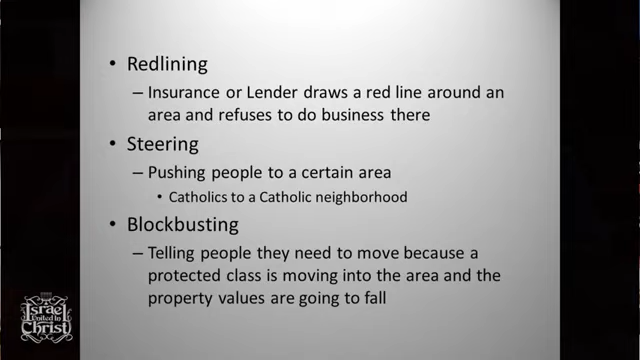 • Redlining
– Insurance or Lender draws a red line around an
area and refuses to do business there
• Steering
– Pushing people to a certain area
• Catholics to a Catholic neighborhood
• Blockbusting
– Telling people they need to move because a
protected class is moving into the area and the
property values are going to fall
Israel
United In
Christ